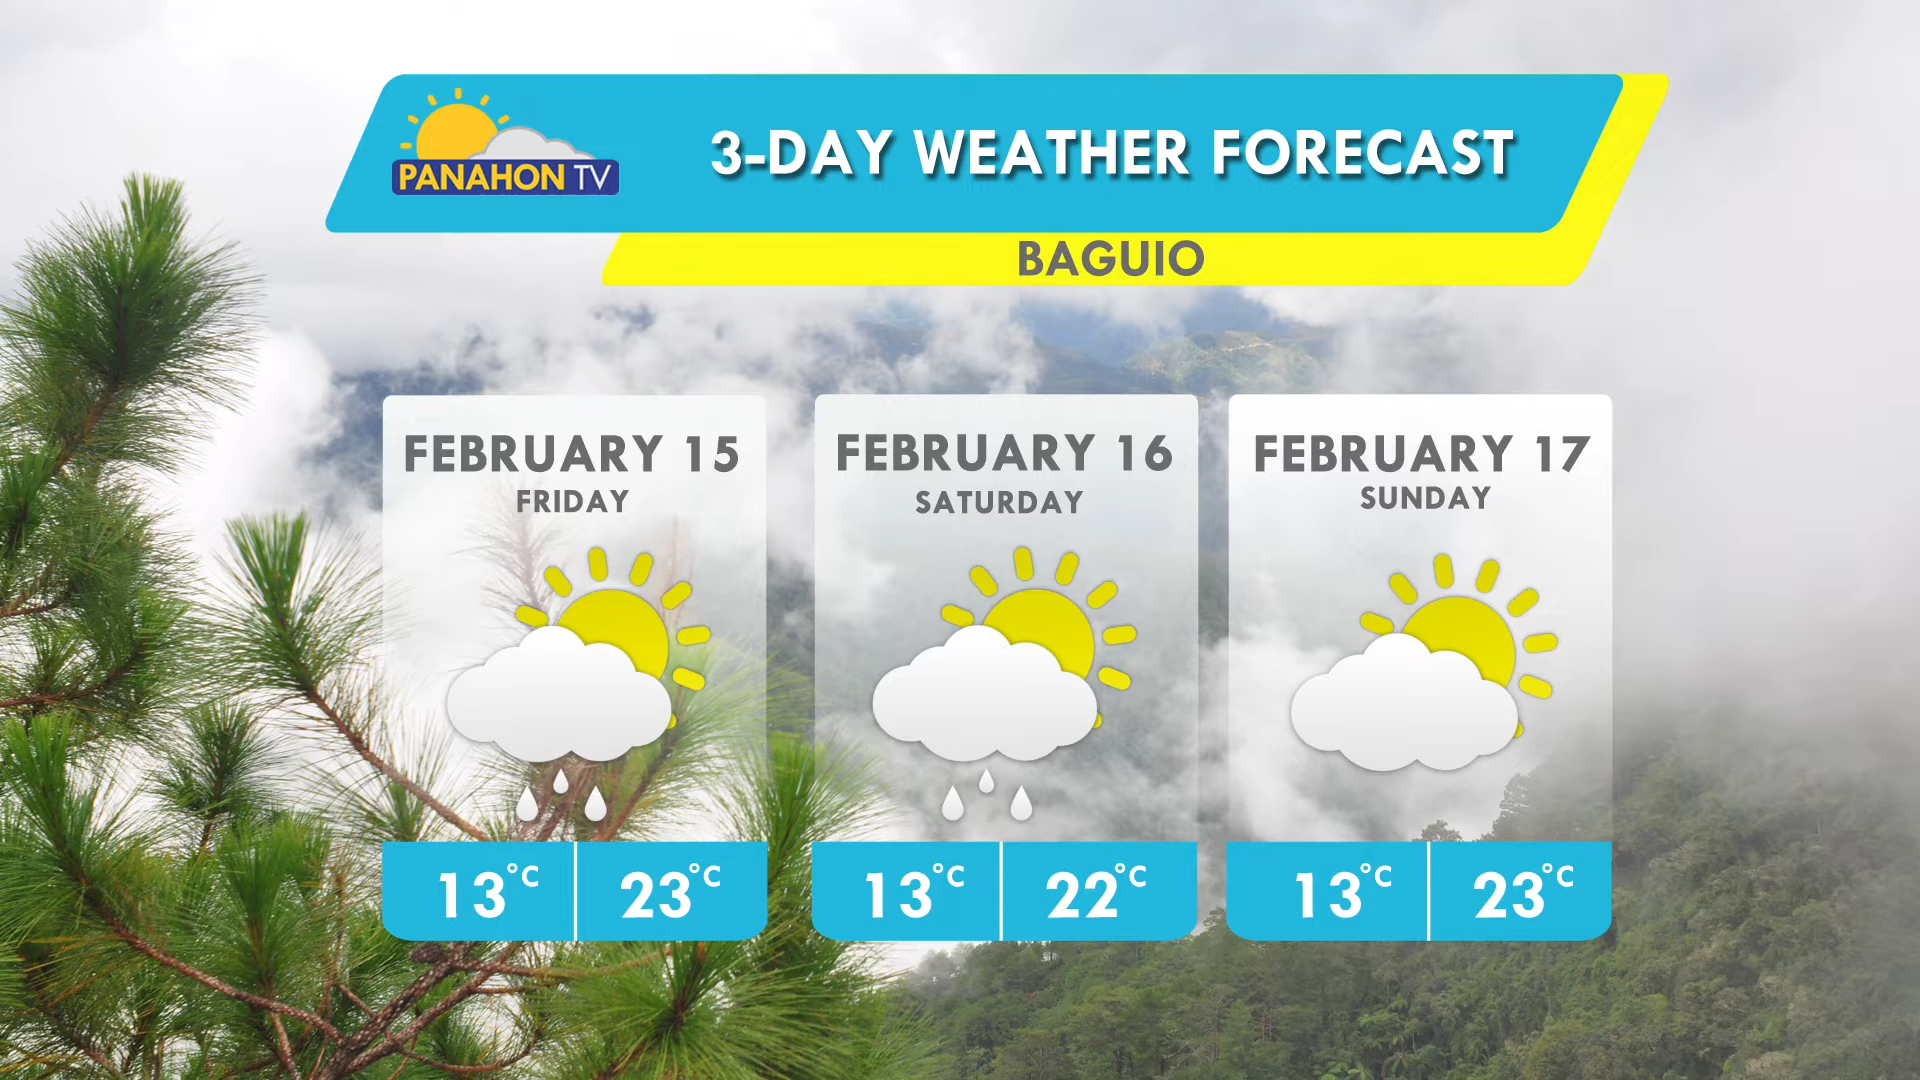 PANAHON TV
3-DAY WEATHER FORECAST
BAGUIO
FEBRUARY 15
FRIDAY
13°C 23°C
FEBRUARY 16
SATURDAY
13°C 22°C
FEBRUARY 17
SUNDAY
13°C 23°C